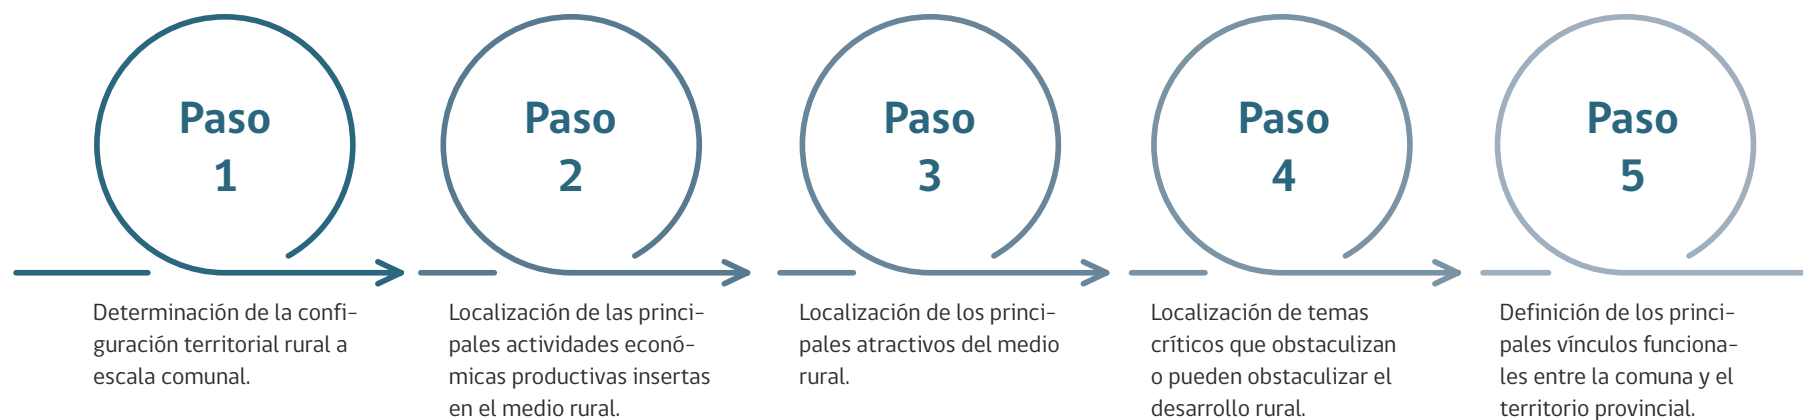 Paso
1
Determinación de la confi-
guración territorial rural a
escala comunal.
Paso
2
Localización de las princi-
pales actividades econó-
micas productivas insertas
en el medio rural.
Paso
3
Localización de los princi-
pales atractivos del medio
rural.
Paso
4
Localización de temas
críticos que obstaculizan
o pueden obstaculizar el
desarrollo rural.
Paso
5
Definición de los princi-
pales vínculos funciona-
les entre la comuna y el
territorio provincial.